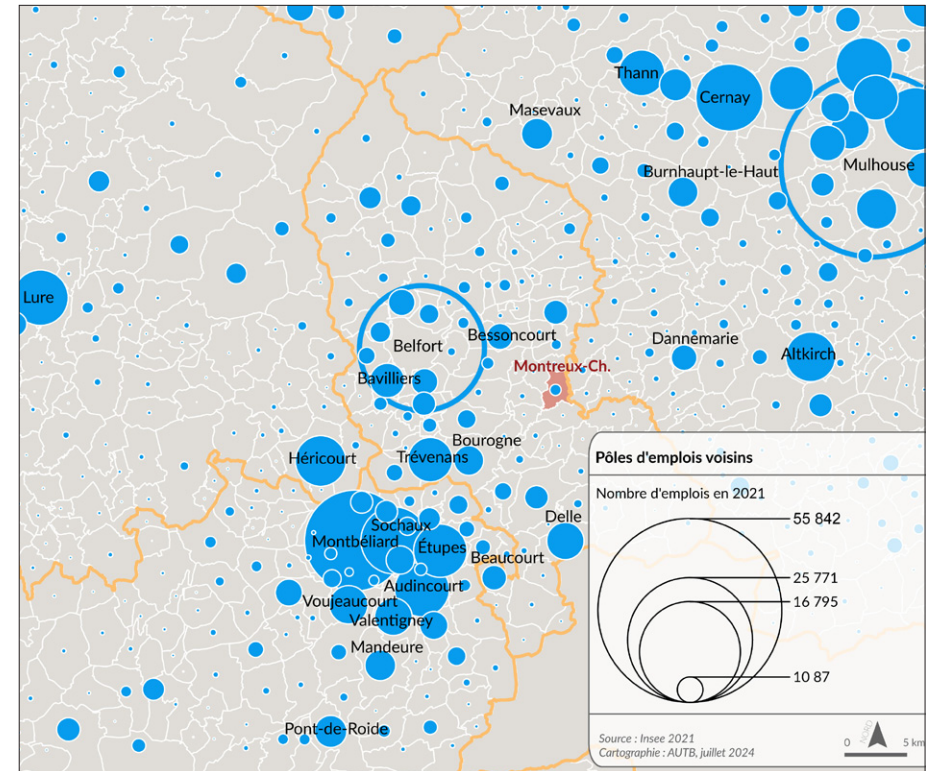 Thann
Cernay
Masevaux
Mulhouse
Burnhaupt-le-Haut
Lure
Belfort
Bessoncourt
Dannemarie
Altkirch
Montreux-Ch.
Bavilliers
Bourogne
Héricourt
Trévenans
Delle
Sochaux
Montbéliard
Étupes
Beaucourt
Audincourt
Voujeaucourt
Valentigney
Mandeure
Pont-de-Roide
Pôles d'emplois voisins
Nombre d'emplois en 2021
55 842
25 771
16 795
10 87
Source : Insee 2021
Cartographie : AUTB, juillet 2024
NORD
0 5 km